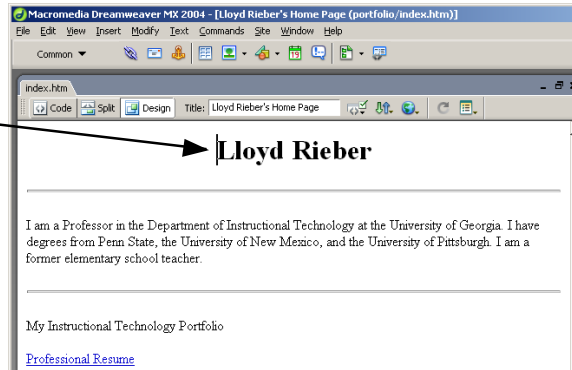 Macromedia Dreamweaver MX 2004 - [Lloyd Rieber's Home Page (portfolio/index.htm)]
File Edit View Insert Modify Text Commands Site Window Help
Common
index.htm
Code Split Design Title: Lloyd Rieber's Home Page
Lloyd Rieber
I am a Professor in the Department of Instructional Technology at the University of Georgia. I have
degrees from Penn State, the University of New Mexico, and the University of Pittsburgh. I am a
former elementary school teacher.
My Instructional Technology Portfolio
Professional Resume